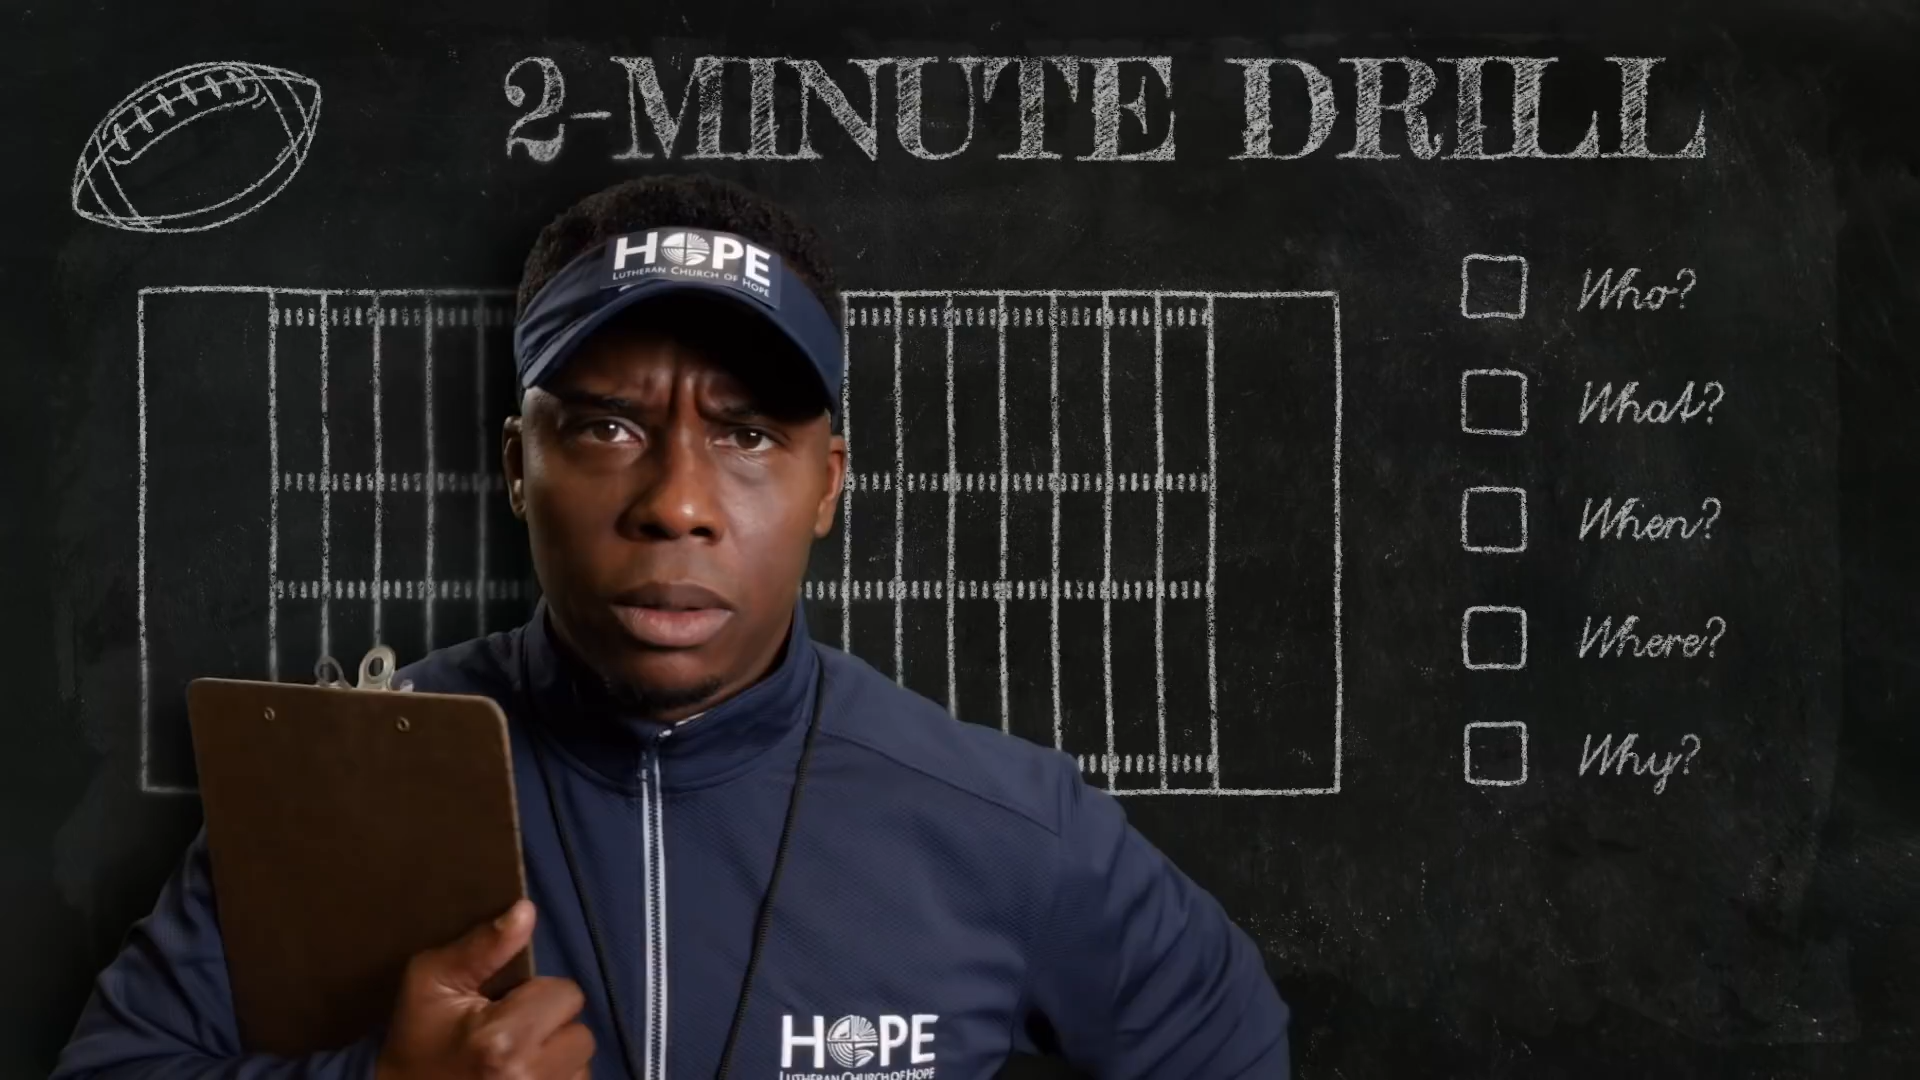 2-MINUTE DRILL
HOPE
LUTHERAN CHURCH OF HOPE
Who?
What?
When?
Where?
Why?
HOPE
LUTHERAN CHURCH OF HOPE